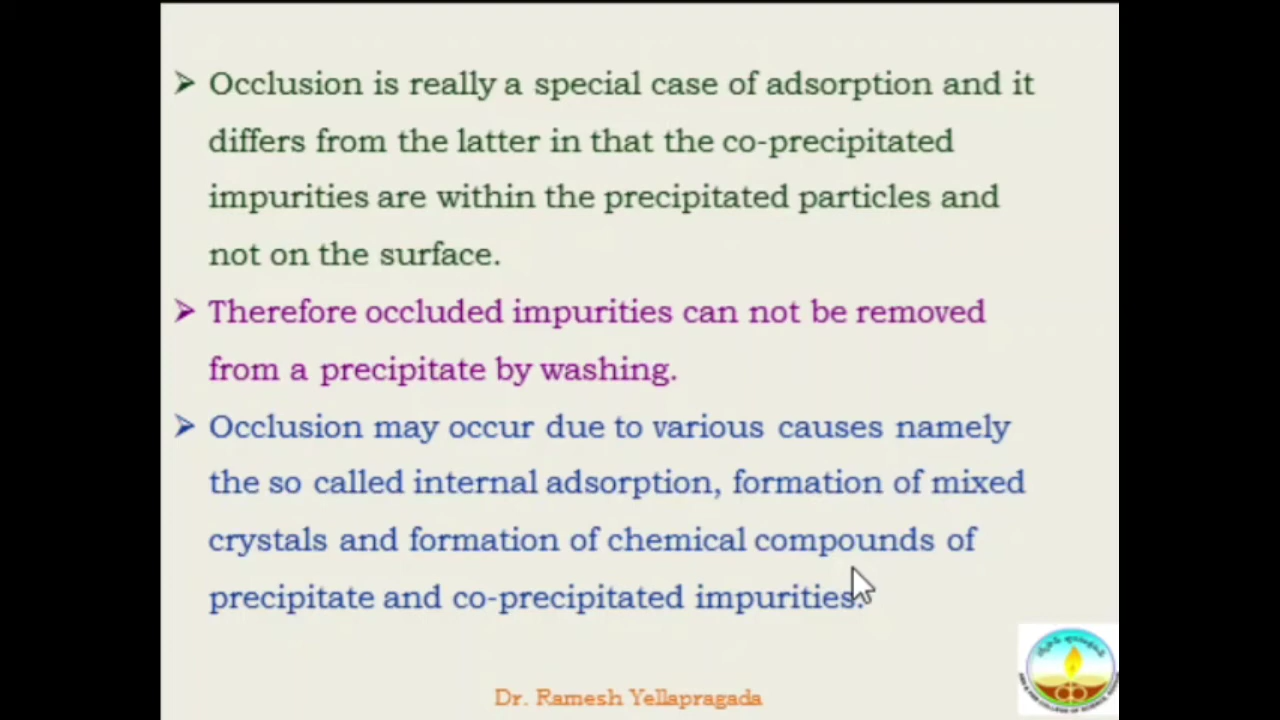 ➢ Occlusion is really a special case of adsorption and it
differs from the latter in that the co-precipitated
impurities are within the precipitated particles and
not on the surface.
➢ Therefore occluded impurities can not be removed
from a precipitate by washing.
➢ Occlusion may occur due to various causes namely
the so called internal adsorption, formation of mixed
crystals and formation of chemical compounds of
precipitate and co-precipitated impurities.
Dr. Ramesh Yellapragada